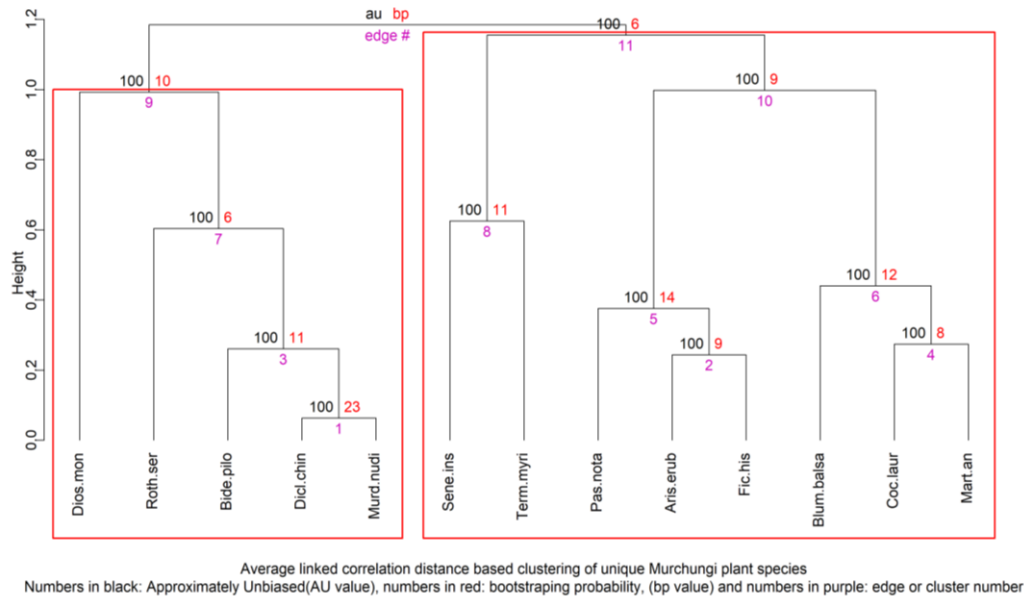 au bp
edge #
100 6
11
100 10
9
100 9
10
100 6
7
100 11
8
100 14
5
100 12
6
100 11
3
100 9
2
100 8
4
100 23
1
Height
0.0
0.2
0.4
0.6
0.8
1.0
1.2
Dios.mon
Roth.ser
Bide.pilo
Dicl.chin
Murd.nudi
Sene.ins
Term.myri
Pas.nota
Aris.erub
Fic.his
Blum.balsa
Coc.laur
Mart.an
Average linked correlation distance based clustering of unique Murchungi plant species
Numbers in black: Approximately Unbiased(AU value), numbers in red: bootstraping probability, (bp value) and numbers in purple: edge or cluster number